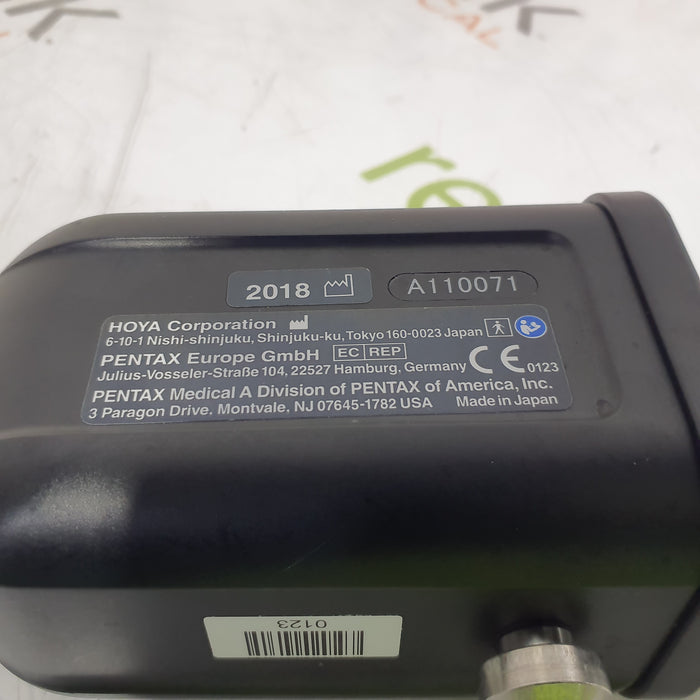 re
2018
A110071
HOYA Corporation
6-10-1 Nishi-shinjuku, Shinjuku-ku, Tokyo 160-0023 Japan
PENTAX Europe GmbH EC REP
Julius-Vosseler-Straße 104, 22527 Hamburg, Germany CE 0123
PENTAX Medical A Division of PENTAX of America, Inc.
3 Paragon Drive, Montvale, NJ 07645-1782 USA Made in Japan
0123